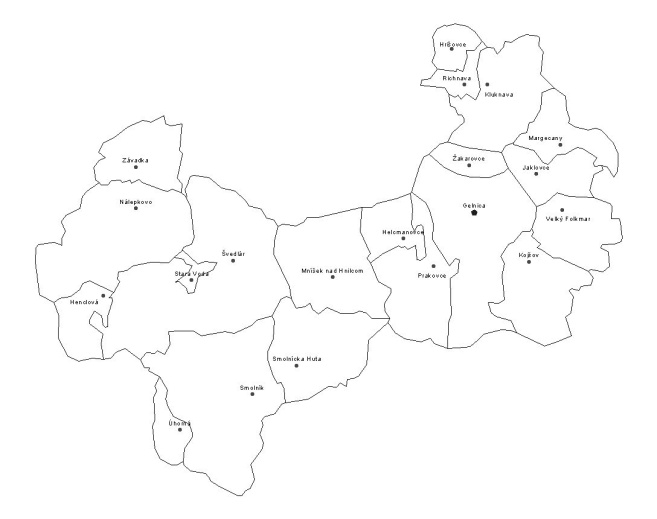 Hrišovce
Richnava
Kluknava
Margecany
Žakarovce
Jaklovce
Závadka
Nálepkovo
Gelnica
Veľký Folkmar
Helcmanovce
Švedlár
Kojšov
Mníšek nad Hnilcom
Stará Voda
Prakovce
Henclová
Smolnícka Huta
Smolník
Úhorná